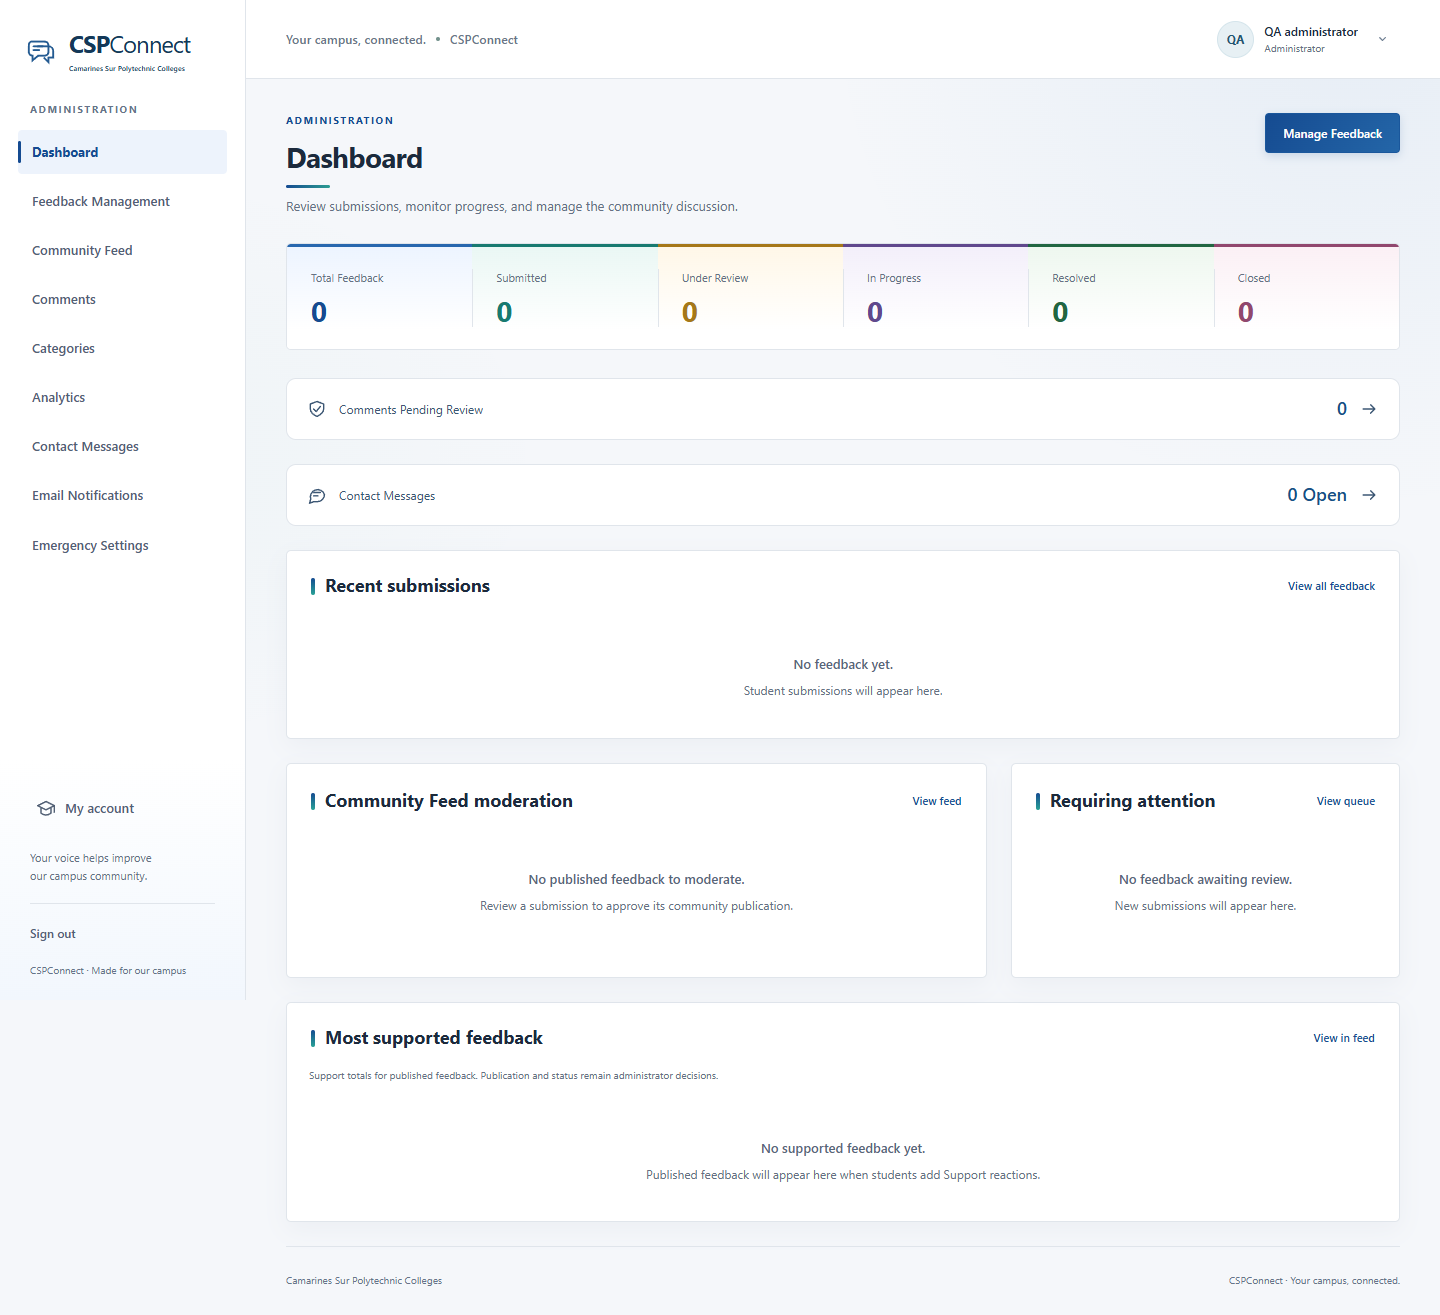 CSPConnect
Camarines Sur Polytechnic Colleges
ADMINISTRATION
Dashboard
Feedback Management
Community Feed
Comments
Categories
Analytics
Contact Messages
Email Notifications
Emergency Settings
My account
Your voice helps improve
our campus community.
Sign out
CSPConnect · Made for our campus
Your campus, connected. • CSPConnect
QA
QA administrator
Administrator
ADMINISTRATION
Dashboard
Review submissions, monitor progress, and manage the community discussion.
Manage Feedback
Total Feedback
0
Submitted
0
Under Review
0
In Progress
0
Resolved
0
Closed
0
Comments Pending Review
0
Contact Messages
0 Open
Recent submissions
View all feedback
No feedback yet.
Student submissions will appear here.
Community Feed moderation
View feed
No published feedback to moderate.
Review a submission to approve its community publication.
Requiring attention
View queue
No feedback awaiting review.
New submissions will appear here.
Most supported feedback
View in feed
Support totals for published feedback. Publication and status remain administrator decisions.
No supported feedback yet.
Published feedback will appear here when students add Support reactions.
Camarines Sur Polytechnic Colleges
CSPConnect · Your campus, connected.